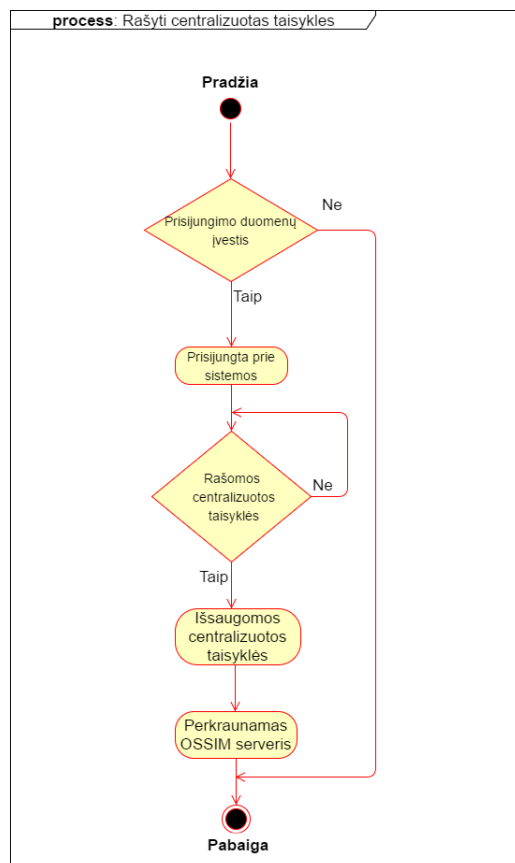 process: Rašyti centralizuotas taisykles
Pradžia
Prisijungimo duomenų
įvestis
Ne
Taip
Prisijungta prie
sistemos
Rašomos
centralizuotos
taisyklės
Ne
Taip
Išsaugomos
centralizuotos
taisyklės
Perkraunamas
OSSIM serveris
Pabaiga